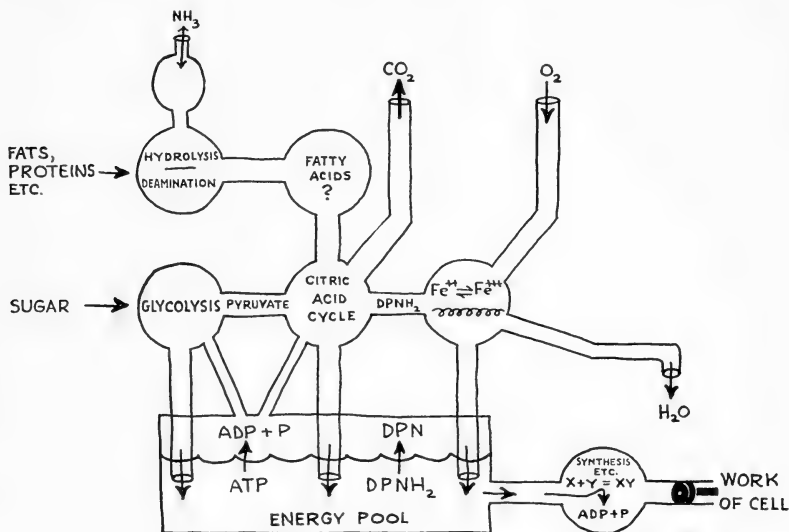 NH₃
CO₂
O₂
FATS,
PROTEINS
ETC.
HYDROLYSIS
DEAMINATION
FATTY
ACIDS
?
SUGAR
GLYCOLYSIS
PYRUVATE
CITRIC
ACID
CYCLE
DPNH₂
Fe⁺⁺ ⇌ Fe⁺⁺⁺
H₂O
ADP + P
DPN
ATP
DPNH₂
ENERGY POOL
SYNTHESIS
ETC.
X+Y = XY
ADP+P
WORK
OF CELL